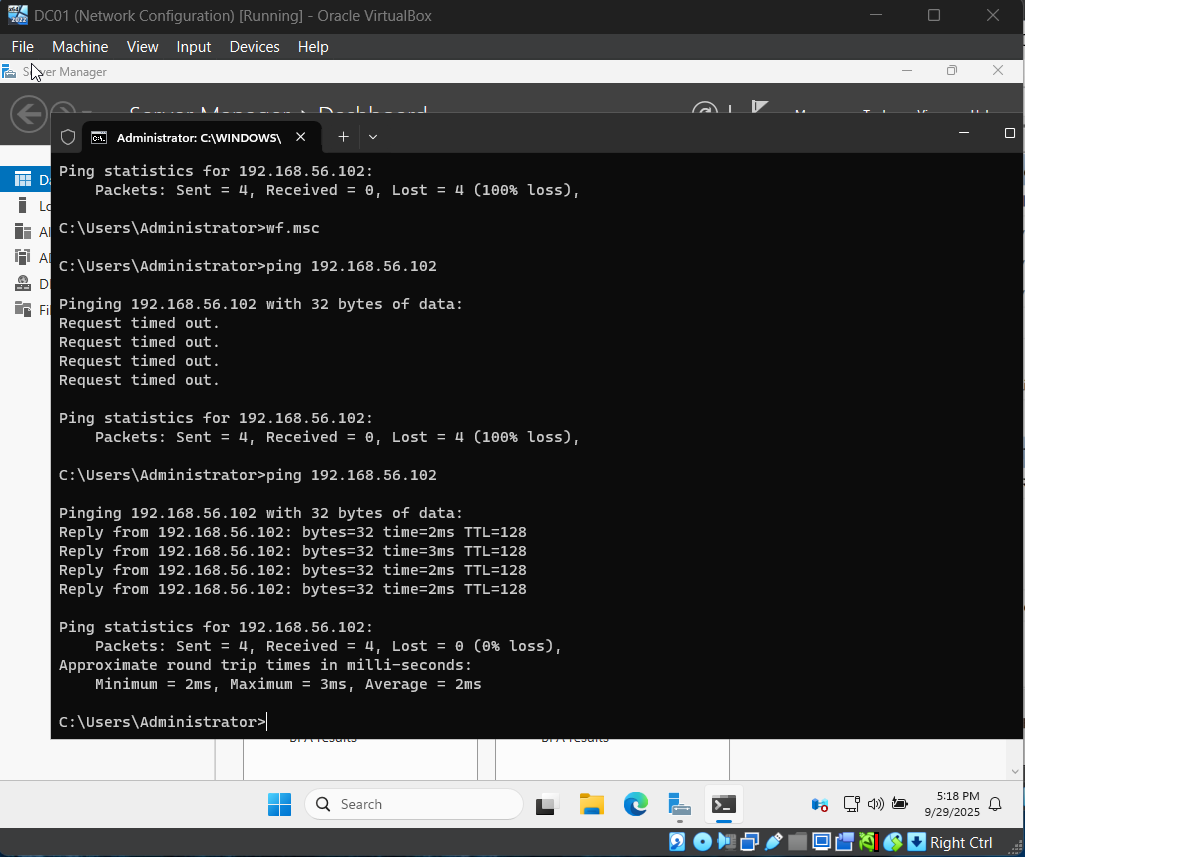 DC01 (Network Configuration) [Running] - Oracle VirtualBox
File Machine View Input Devices Help
Server Manager
Server Manager Dashboard
Administrator: C:\WINDOWS\
Ping statistics for 192.168.56.102:
Packets: Sent = 4, Received = 0, Lost = 4 (100% loss),
C:\Users\Administrator>wf.msc
C:\Users\Administrator>ping 192.168.56.102
Pinging 192.168.56.102 with 32 bytes of data:
Request timed out.
Request timed out.
Request timed out.
Request timed out.
Ping statistics for 192.168.56.102:
Packets: Sent = 4, Received = 0, Lost = 4 (100% loss),
C:\Users\Administrator>ping 192.168.56.102
Pinging 192.168.56.102 with 32 bytes of data:
Reply from 192.168.56.102: bytes=32 time=2ms TTL=128
Reply from 192.168.56.102: bytes=32 time=3ms TTL=128
Reply from 192.168.56.102: bytes=32 time=2ms TTL=128
Reply from 192.168.56.102: bytes=32 time=2ms TTL=128
Ping statistics for 192.168.56.102:
Packets: Sent = 4, Received = 4, Lost = 0 (0% loss),
Approximate round trip times in milli-seconds:
Minimum = 2ms, Maximum = 3ms, Average = 2ms
C:\Users\Administrator>
BPA results BPA results
Search
5:18 PM
9/29/2025
Right Ctrl